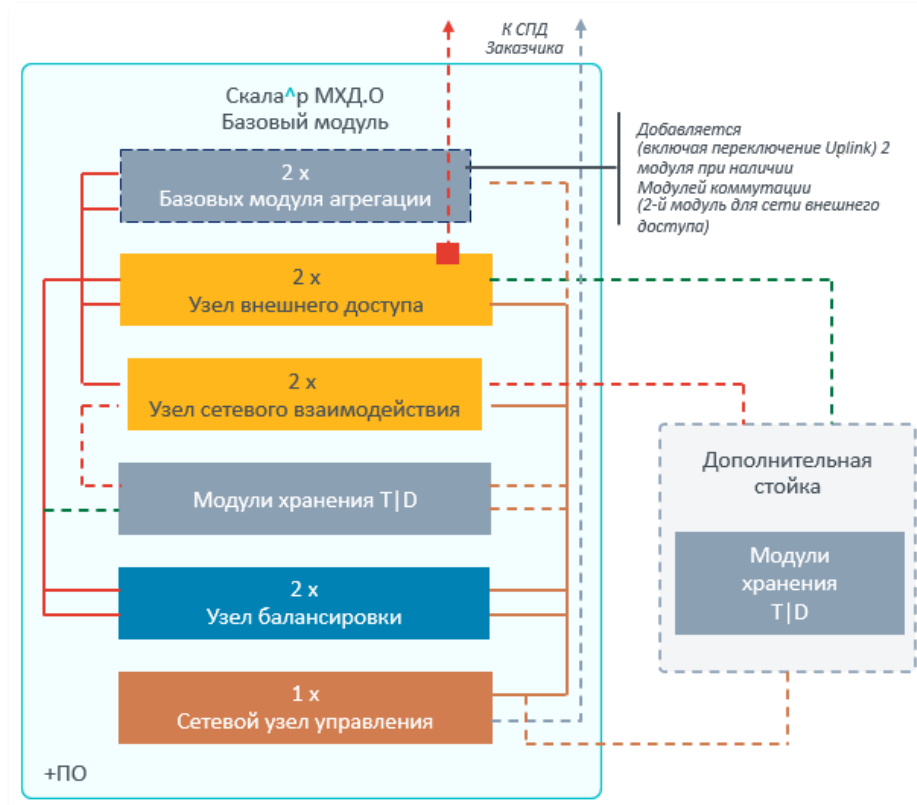 К СПД
Заказчика
Скала^р МХД.О
Базовый модуль
2 х
Базовых модуля агрегации
Добавляется
(включая переключение Uplink) 2
модуля при наличии
Модулей коммутации
(2-й модуль для сети внешнего
доступа)
2 х
Узел внешнего доступа
2 х
Узел сетевого взаимодействия
Модули хранения T|D
2 х
Узел балансировки
1 х
Сетевой узел управления
+ПО
Дополнительная
стойка
Модули
хранения
T|D